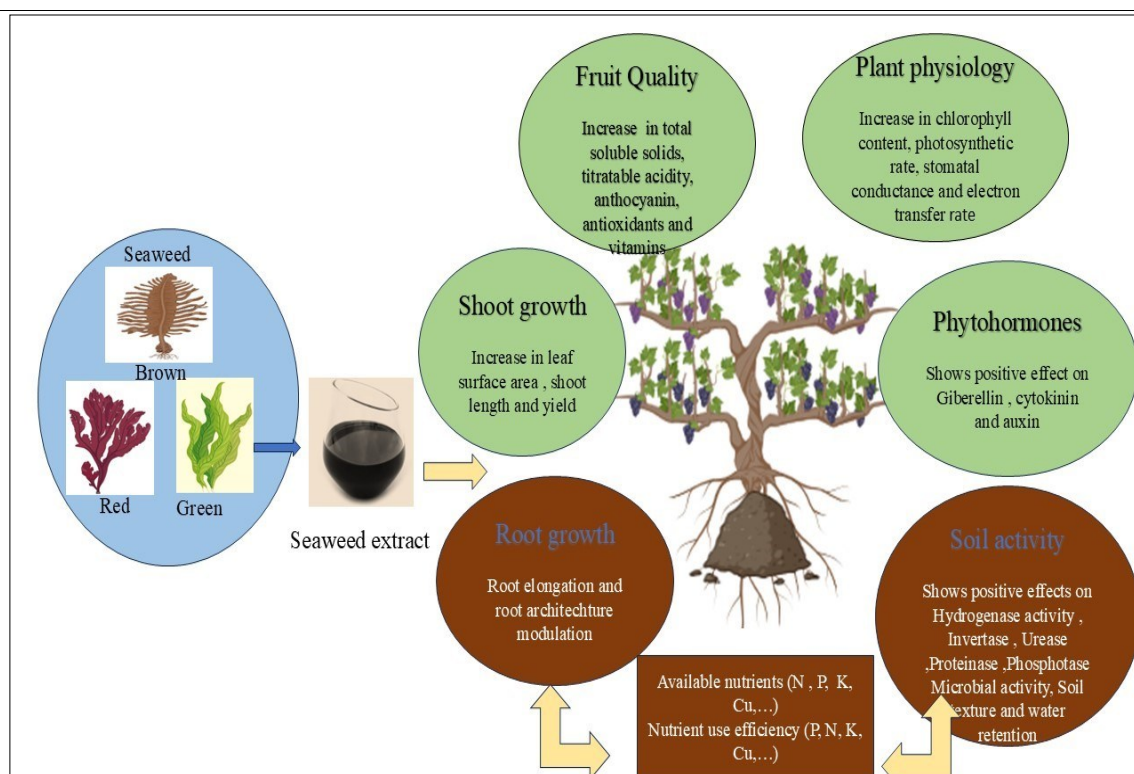 Seaweed
Brown
Red
Green
Seaweed extract
Fruit Quality
Increase in total
soluble solids,
titratable acidity,
anthocyanin,
antioxidants and
vitamins
Plant physiology
Increase in chlorophyll
content, photosynthetic
rate, stomatal
conductance and electron
transfer rate
Shoot growth
Increase in leaf
surface area , shoot
length and yield
Phytohormones
Shows positive effect on
Giberellin , cytokinin
and auxin
Root growth
Root elongation and
root architechture
modulation
Soil activity
Shows positive effects on
Hydrogenase activity ,
Invertase , Urease
,Proteinase ,Phosphotase
Microbial activity, Soil
texture and water
retention
Available nutrients (N , P, K,
Cu,…)
Nutrient use efficiency (P, N, K,
Cu,…)